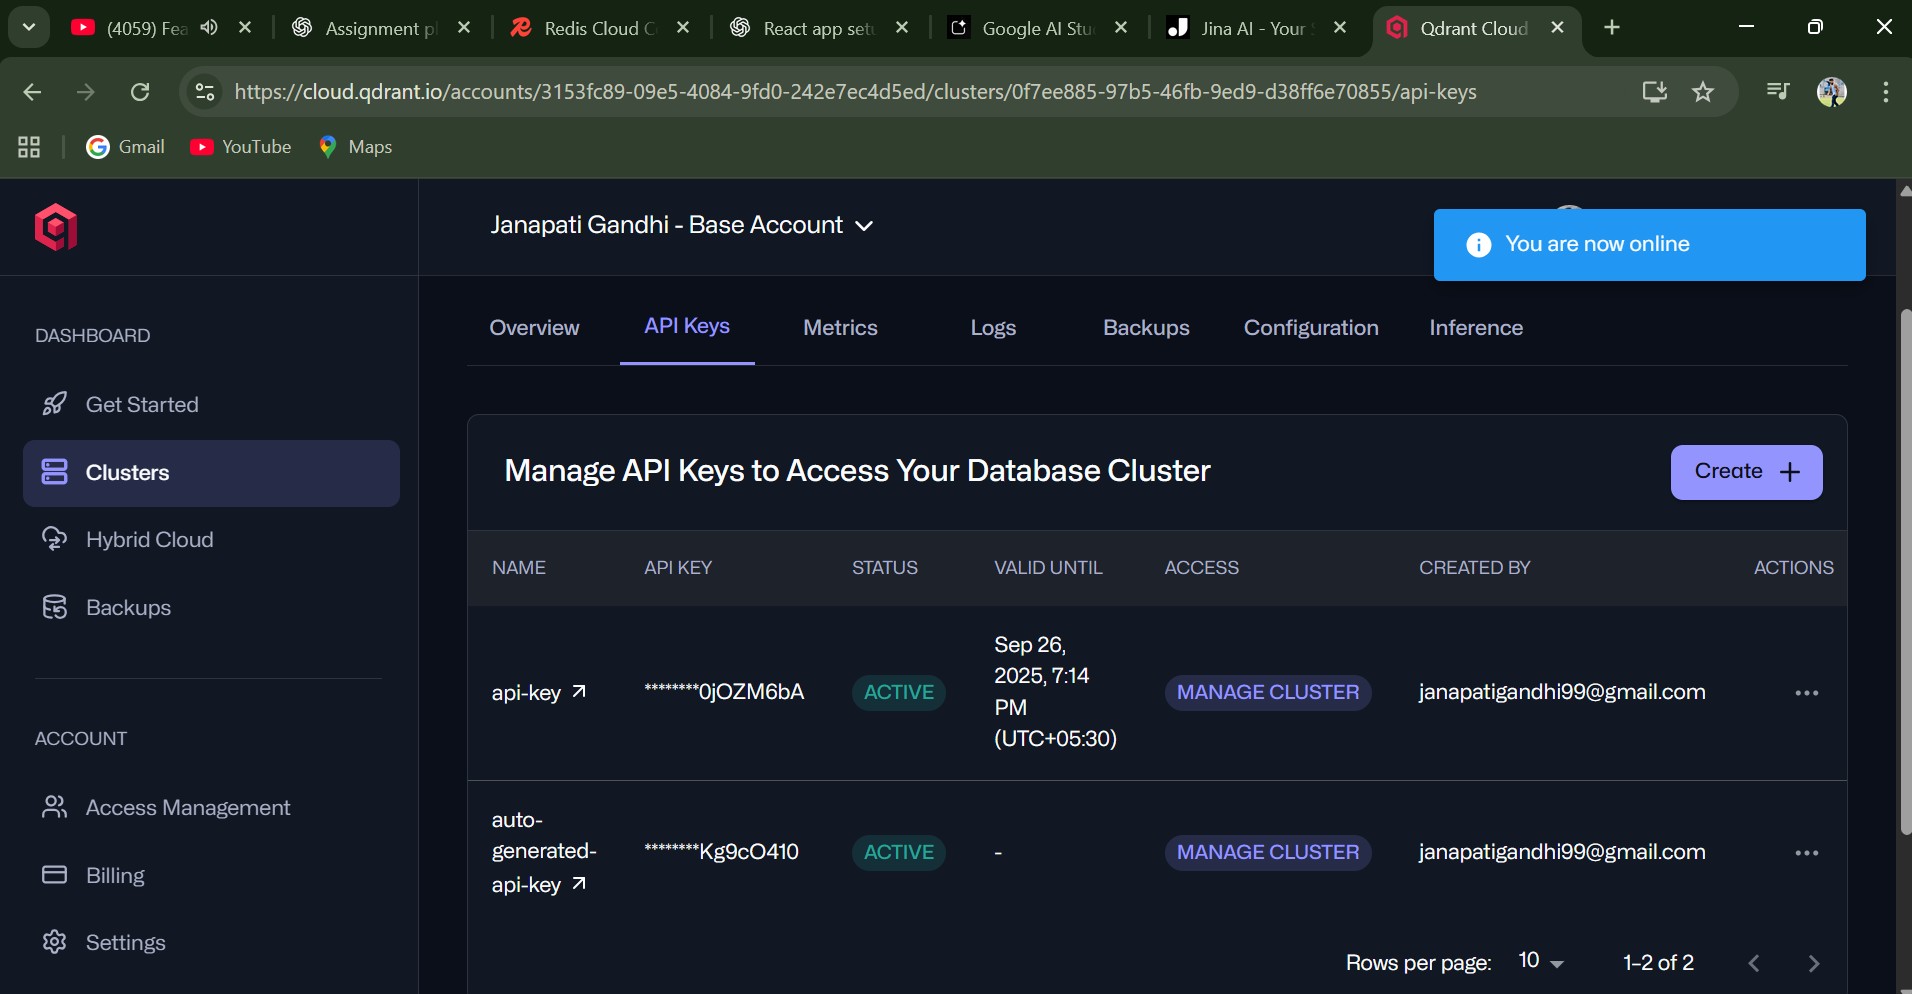 (4059) Fea
Assignment pl
Redis Cloud C
React app setu
Google AI Stu
Jina AI - Your S
Qdrant Cloud
https://cloud.qdrant.io/accounts/3153fc89-09e5-4084-9fd0-242e7ec4d5ed/clusters/0f7ee885-97b5-46fb-9ed9-d38ff6e70855/api-keys
Gmail
YouTube
Maps
Janapati Gandhi - Base Account
You are now online
DASHBOARD
Get Started
Clusters
Hybrid Cloud
Backups
ACCOUNT
Access Management
Billing
Settings
Overview
API Keys
Metrics
Logs
Backups
Configuration
Inference
Manage API Keys to Access Your Database Cluster
Create +
NAME
API KEY
STATUS
VALID UNTIL
ACCESS
CREATED BY
ACTIONS
api-key
********0jOZM6bA
ACTIVE
Sep 26,
2025, 7:14
PM
(UTC+05:30)
MANAGE CLUSTER
janapatigandhi99@gmail.com
auto-
generated-
api-key
********Kg9cO410
ACTIVE
-
MANAGE CLUSTER
janapatigandhi99@gmail.com
Rows per page:
10
1-2 of 2